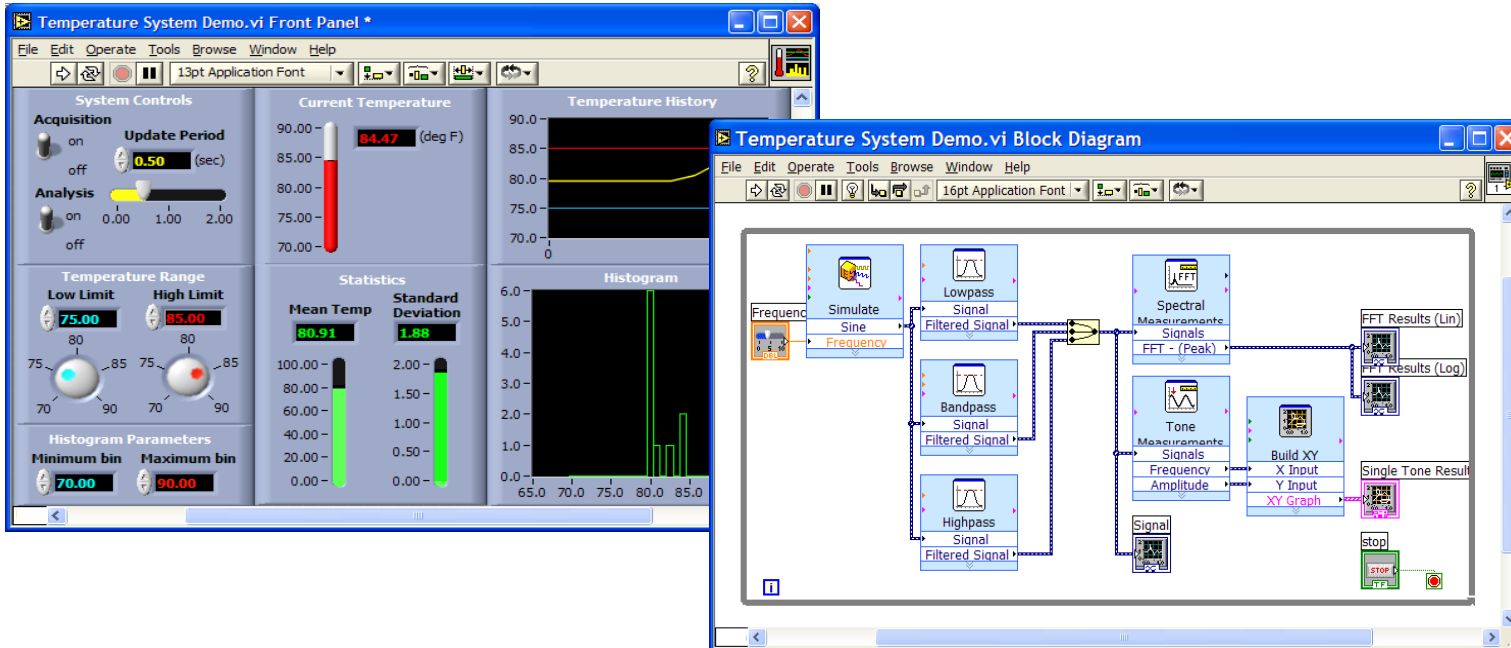 Temperature System Demo.vi Front Panel *
File Edit Operate Tools Browse Window Help
13pt Application Font
?
System Controls
Acquisition
on
off
Update Period
0.50 (sec)
Analysis
on
off
0.00 1.00 2.00
Temperature Range
Low Limit High Limit
75.00 85.00
80 80
75 85 75 85
70 90 70 90
Histogram Parameters
Minimum bin Maximum bin
70.00 90.00
Current Temperature
90.00
84.47 (deg F)
85.00
80.00
75.00
70.00
Statistics
Mean Temp Standard
Deviation
80.91 1.88
100.00 2.00
80.00
1.50
60.00
1.00
40.00
0.50
20.00
0.00 0.00
Temperature History
90.0
85.0
80.0
75.0
70.0
0
Histogram
6.0
5.0
4.0
3.0
2.0
1.0
0.0
65.0 70.0 75.0 80.0 85.0
Temperature System Demo.vi Block Diagram
File Edit Operate Tools Browse Window Help
16pt Application Font
?
1
Frequenc
0 5 10
DBL
Simulate
Sine
Frequency
Lowpass
Signal
Filtered Signal
Bandpass
Signal
Filtered Signal
Highpass
Signal
Filtered Signal
FFT
Spectral
Measurements
Signals
FFT - (Peak)
Tone
Measurements
Signals
Frequency
Amplitude
Build XY
X Input
Y Input
XY Graph
FFT Results (Lin)
FFT Results (Log)
Single Tone Result
Signal
stop
STOP
TF
i